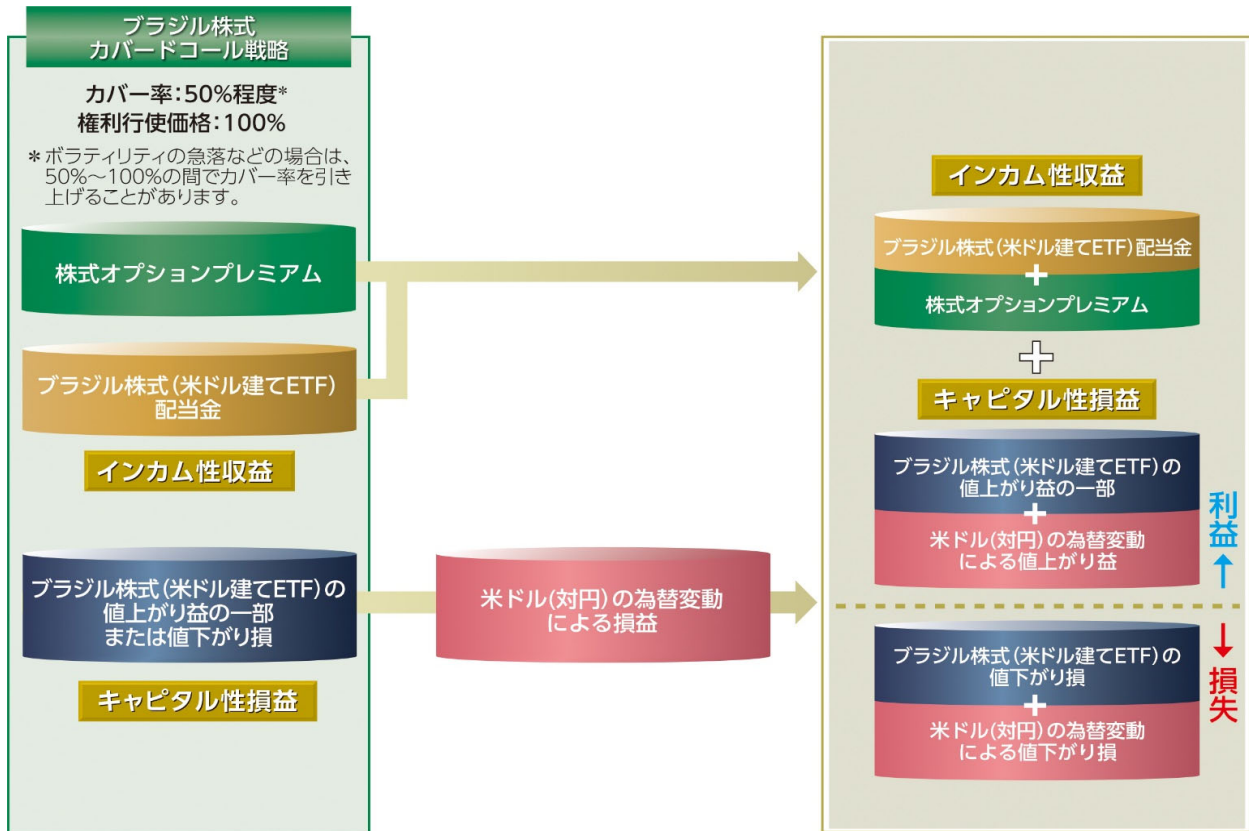 ブラジル株式
カバードコール戦略
カバー率:50%程度*
権利行使価格:100%
*ボラティリティの急落などの場合は、
50%~100%の間でカバー率を引き
上げることがあります。
株式オプションプレミアム
ブラジル株式(米ドル建てETF)
配当金
インカム性収益
ブラジル株式(米ドル建てETF)の
値上がり益の一部
または値下がり損
キャピタル性損益
米ドル(対円)の為替変動
による損益
インカム性収益
ブラジル株式(米ドル建てETF)配当金
+
株式オプションプレミアム
+
キャピタル性損益
ブラジル株式(米ドル建てETF)の
値上がり益の一部
+
米ドル(対円)の為替変動
による値上がり益
利益↑
↓損失
ブラジル株式(米ドル建てETF)の
値下がり損
+
米ドル(対円)の為替変動
による値下がり損